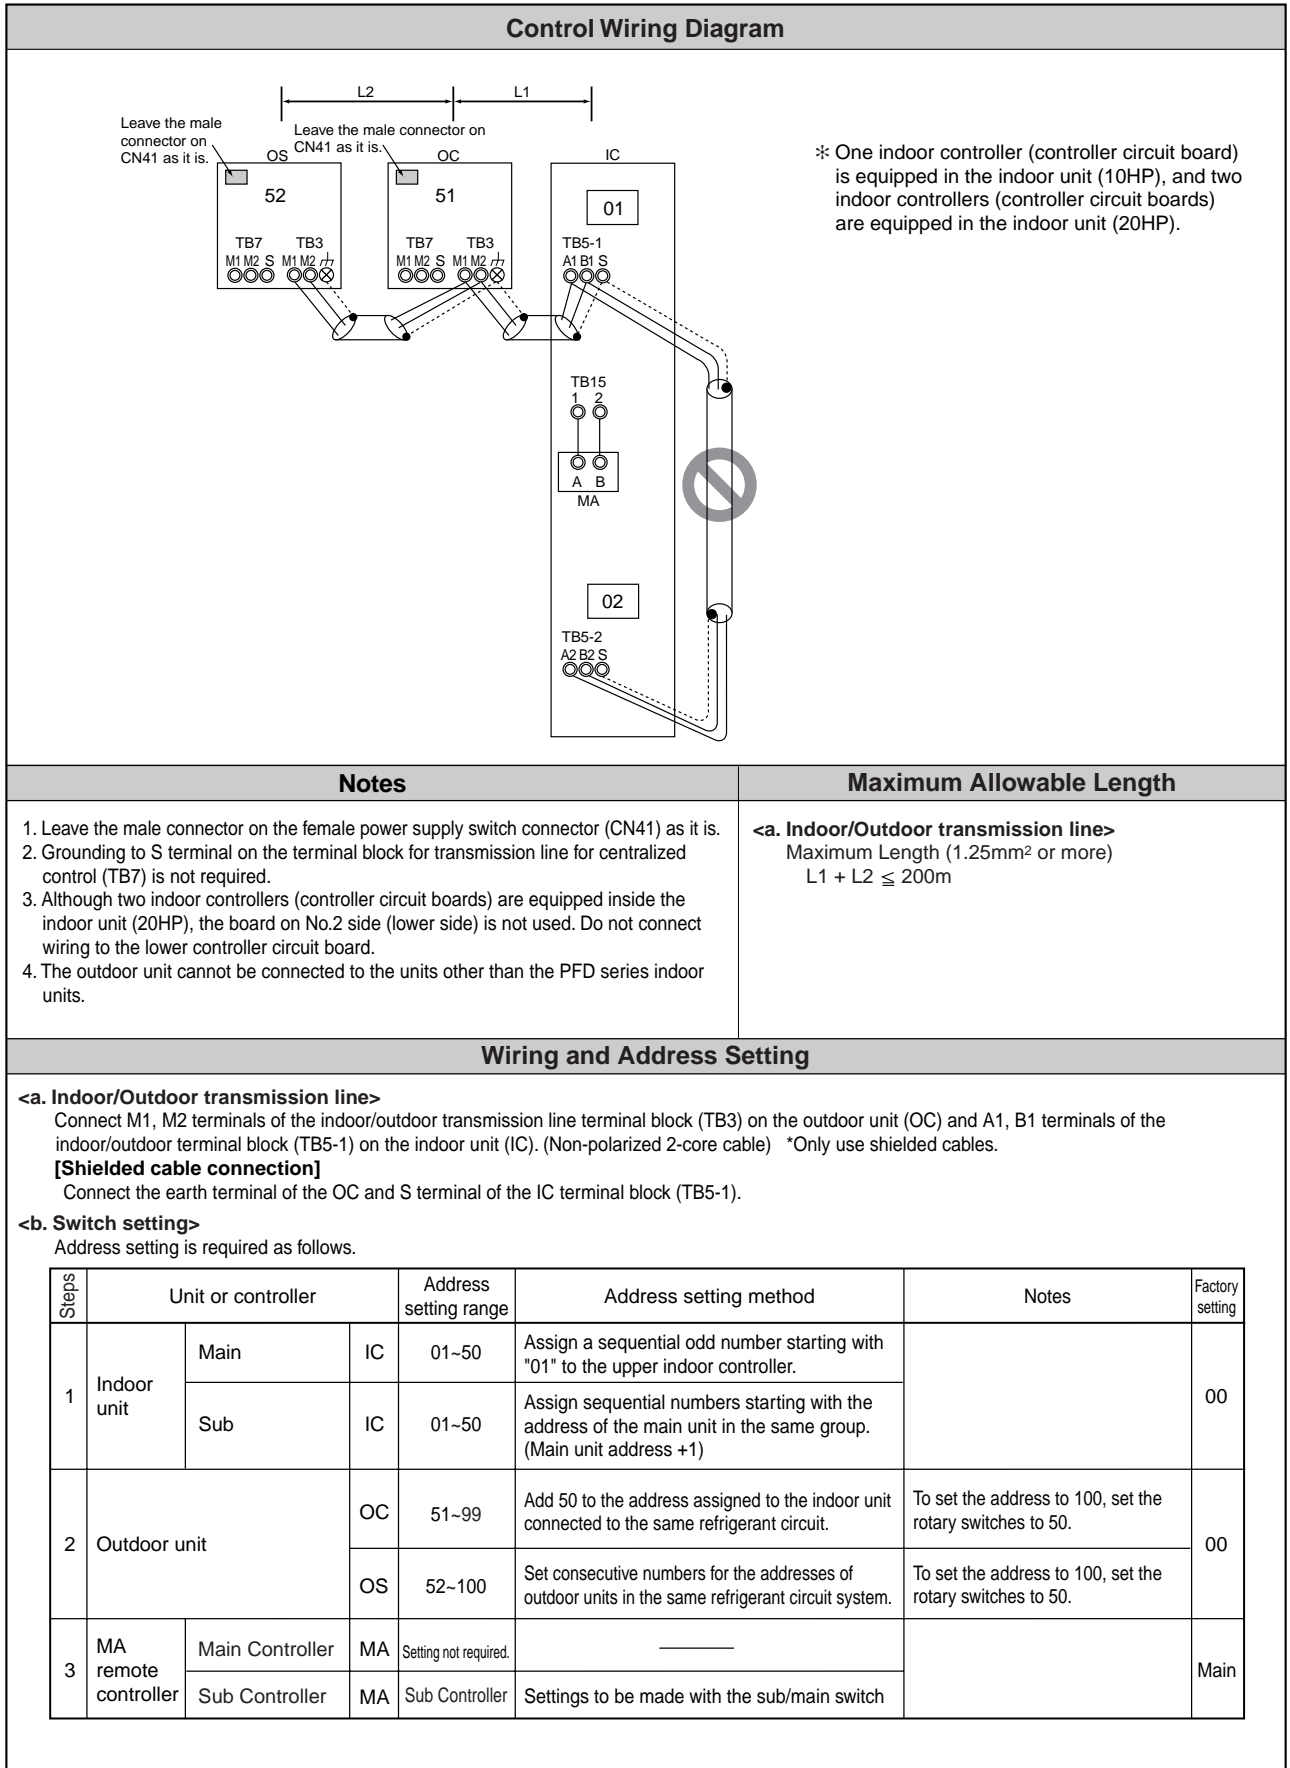 Control Wiring Diagram
L2
L1
Leave the male
connector on
CN41 as it is.
Leave the male connector on
CN41 as it is.
OS
OC
IC
52
51
01
TB7
TB3
TB7
TB3
TB5-1
M1 M2 S M1 M2
M1 M2 S M1 M2
A1 B1 S
TB15
1 2
A B
MA
02
TB5-2
A2 B2 S
✻ One indoor controller (controller circuit board)
is equipped in the indoor unit (10HP), and two
indoor controllers (controller circuit boards)
are equipped in the indoor unit (20HP).
Notes
1. Leave the male connector on the female power supply switch connector (CN41) as it is.
2. Grounding to S terminal on the terminal block for transmission line for centralized
control (TB7) is not required.
3. Although two indoor controllers (controller circuit boards) are equipped inside the
indoor unit (20HP), the board on No.2 side (lower side) is not used. Do not connect
wiring to the lower controller circuit board.
4. The outdoor unit cannot be connected to the units other than the PFD series indoor
units.
Maximum Allowable Length
<a. Indoor/Outdoor transmission line>
Maximum Length (1.25mm² or more)
L1 + L2 ≦ 200m
Wiring and Address Setting
<a. Indoor/Outdoor transmission line>
Connect M1, M2 terminals of the indoor/outdoor transmission line terminal block (TB3) on the outdoor unit (OC) and A1, B1 terminals of the
indoor/outdoor terminal block (TB5-1) on the indoor unit (IC). (Non-polarized 2-core cable) *Only use shielded cables.
[Shielded cable connection]
Connect the earth terminal of the OC and S terminal of the IC terminal block (TB5-1).
<b. Switch setting>
Address setting is required as follows.
Steps
Unit or controller
Address
setting range
Address setting method
Notes
Factory
setting
1
Indoor
unit
Main
IC
01~50
Assign a sequential odd number starting with
"01" to the upper indoor controller.
00
Sub
IC
01~50
Assign sequential numbers starting with the
address of the main unit in the same group.
(Main unit address +1)
2
Outdoor unit
OC
51~99
Add 50 to the address assigned to the indoor unit
connected to the same refrigerant circuit.
To set the address to 100, set the
rotary switches to 50.
00
OS
52~100
Set consecutive numbers for the addresses of
outdoor units in the same refrigerant circuit system.
To set the address to 100, set the
rotary switches to 50.
3
MA
remote
controller
Main Controller
MA
Setting not required.
Main
Sub Controller
MA
Sub Controller
Settings to be made with the sub/main switch